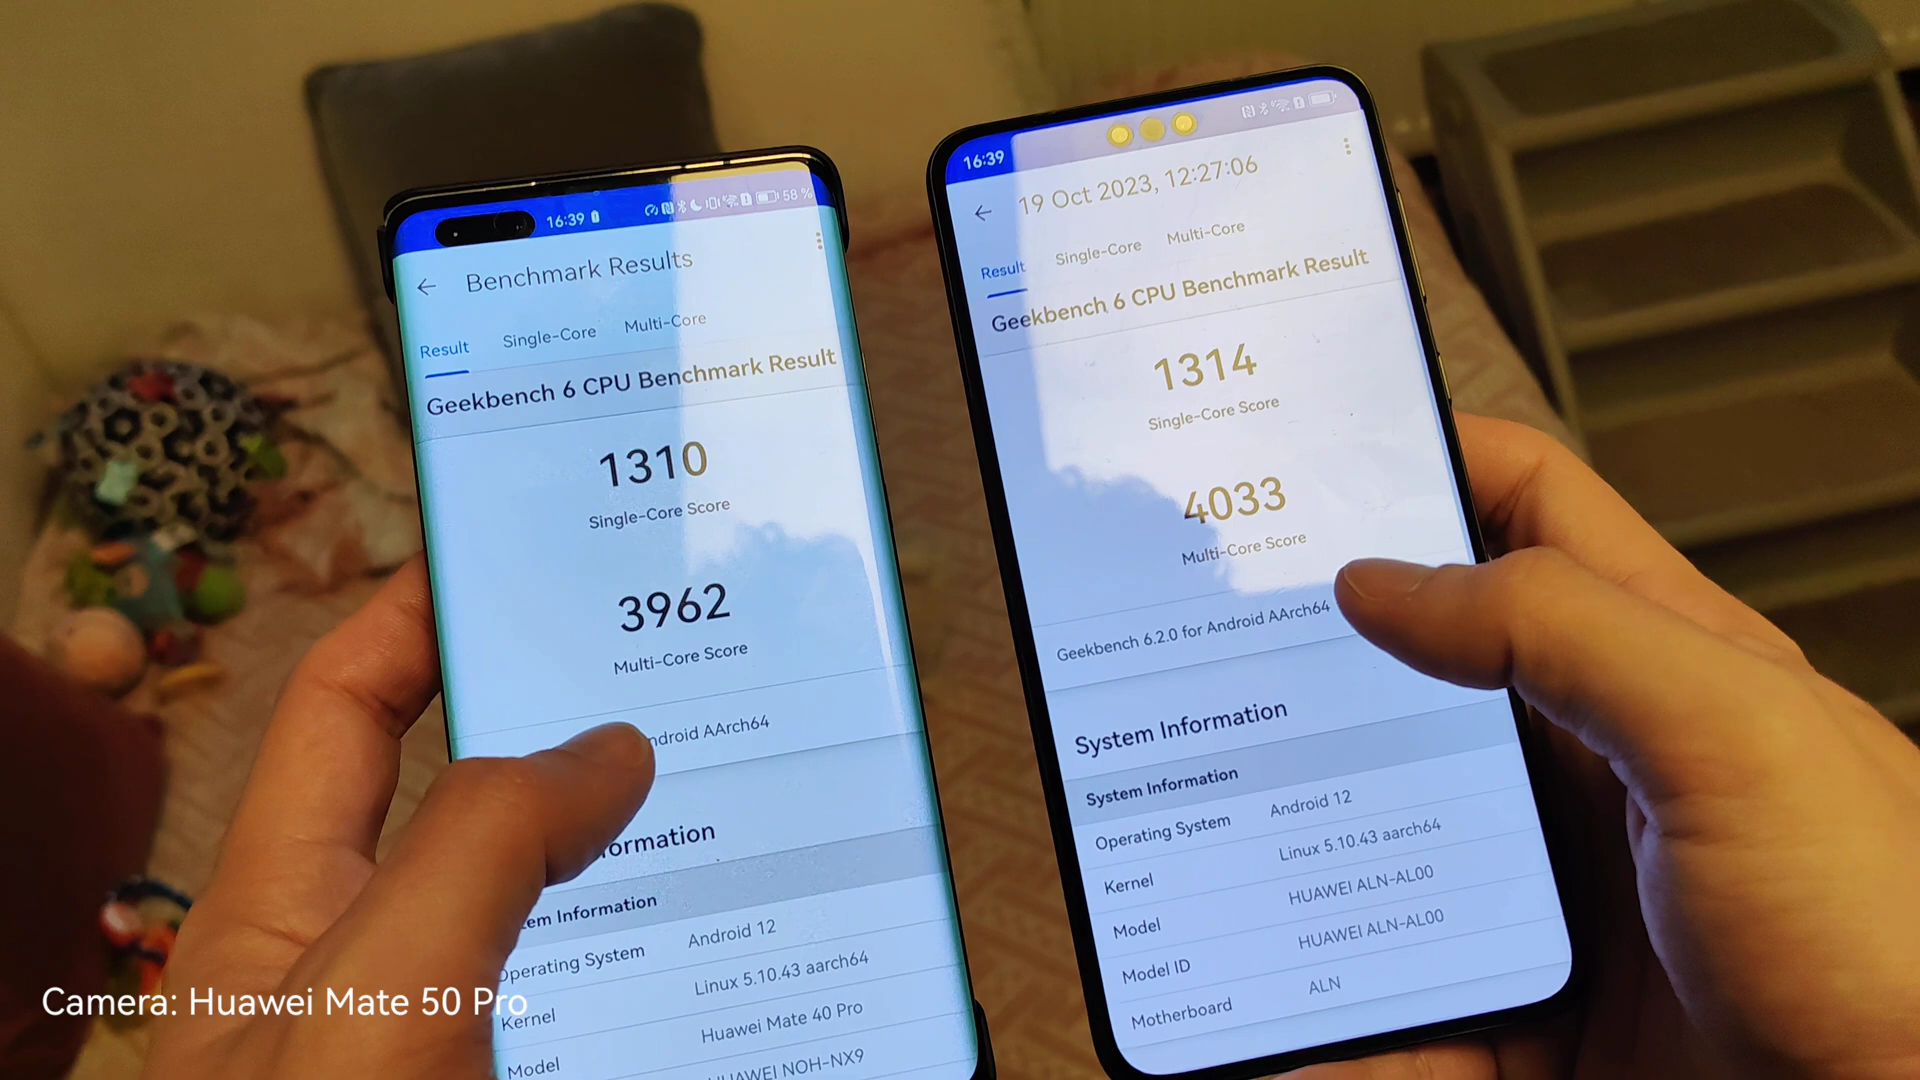 16:39
58 %
Benchmark Results
Result
Single-Core
Multi-Core
Geekbench 6 CPU Benchmark Result
1310
Single-Core Score
3962
Multi-Core Score
ndroid AArch64
ormation
em Information
Operating System
Android 12
Kernel
Linux 5.10.43 aarch64
Model
Huawei Mate 40 Pro
HUAWEI NOH-NX9
16:39
19 Oct 2023, 12:27:06
Result
Single-Core
Multi-Core
Geekbench 6 CPU Benchmark Result
1314
Single-Core Score
4033
Multi-Core Score
Geekbench 6.2.0 for Android AArch64
System Information
System Information
Operating System
Android 12
Kernel
Linux 5.10.43 aarch64
Model
HUAWEI ALN-AL00
Model ID
HUAWEI ALN-AL00
Motherboard
ALN
Camera: Huawei Mate 50 Pro